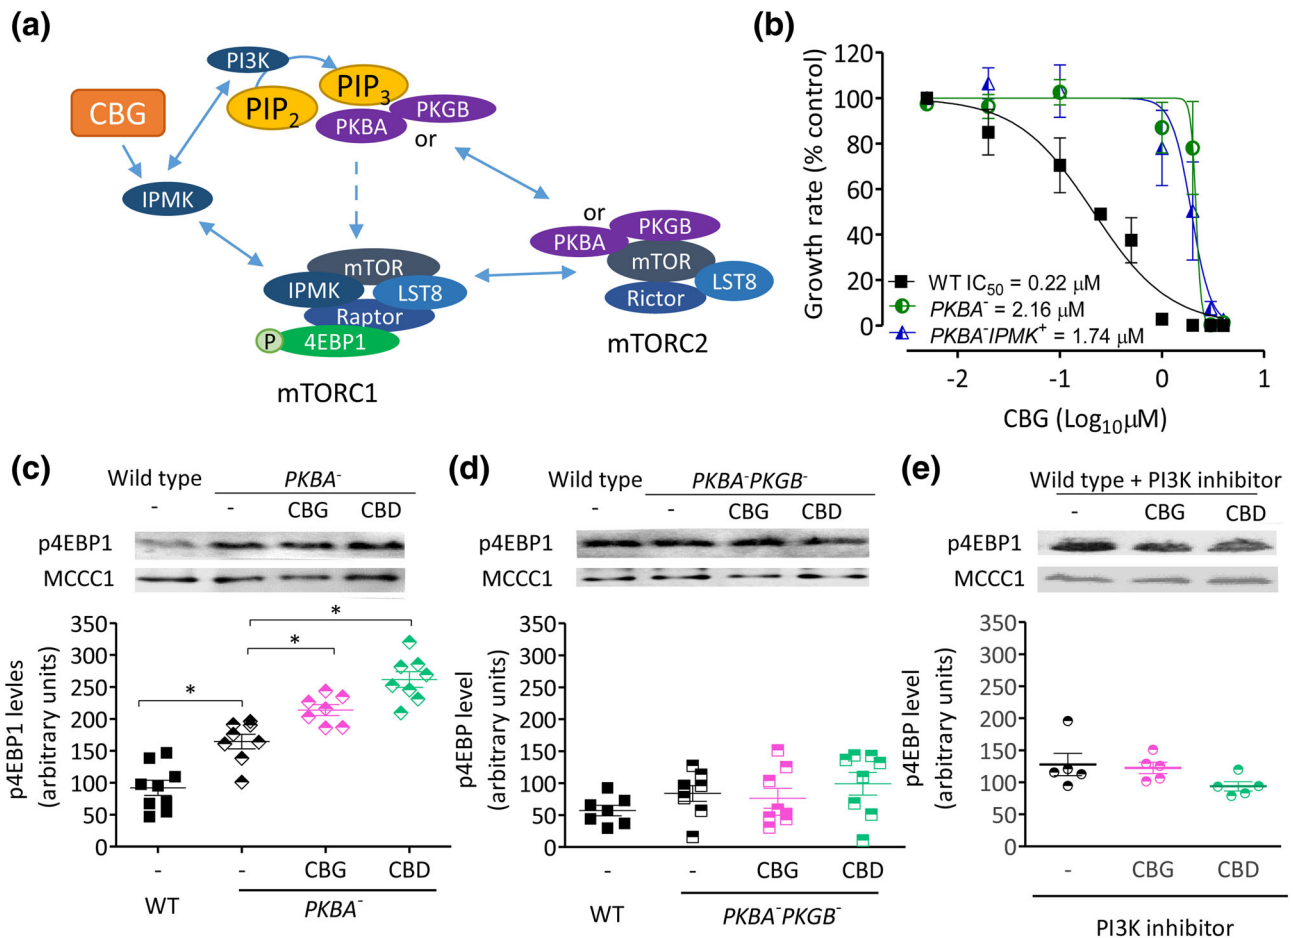 (a)
PI3K
PIP3
PIP2
CBG
PKBA
PKGB
or
IPMK
or
PKGB
PKBA
mTOR
LST8
Rictor
mTORC2
mTOR
IPMK
LST8
Raptor
P 4EBP1
mTORC1
(b)
Growth rate (% control)
120
100
80
60
40
20
0
WT IC50 = 0.22 μM
PKBA- = 2.16 μM
PKBA-IPMK+ = 1.74 μM
-2 -1 0 1
CBG (Log10μM)
(c)
Wild type PKBA-
- - CBG CBD
p4EBP1
MCCC1
p4EBP1 levles
(arbitrary units)
350
300
250
200
150
100
50
0
* * *
- - CBG CBD
WT PKBA-
(d)
Wild type PKBA-PKGB-
- - CBG CBD
p4EBP1
MCCC1
p4EBP level
(arbitrary units)
350
300
250
200
150
100
50
0
- - CBG CBD
WT PKBA-PKGB-
(e)
Wild type + PI3K inhibitor
- CBG CBD
p4EBP1
MCCC1
p4EBP level
(arbitrary units)
350
300
250
200
150
100
50
0
- CBG CBD
PI3K inhibitor